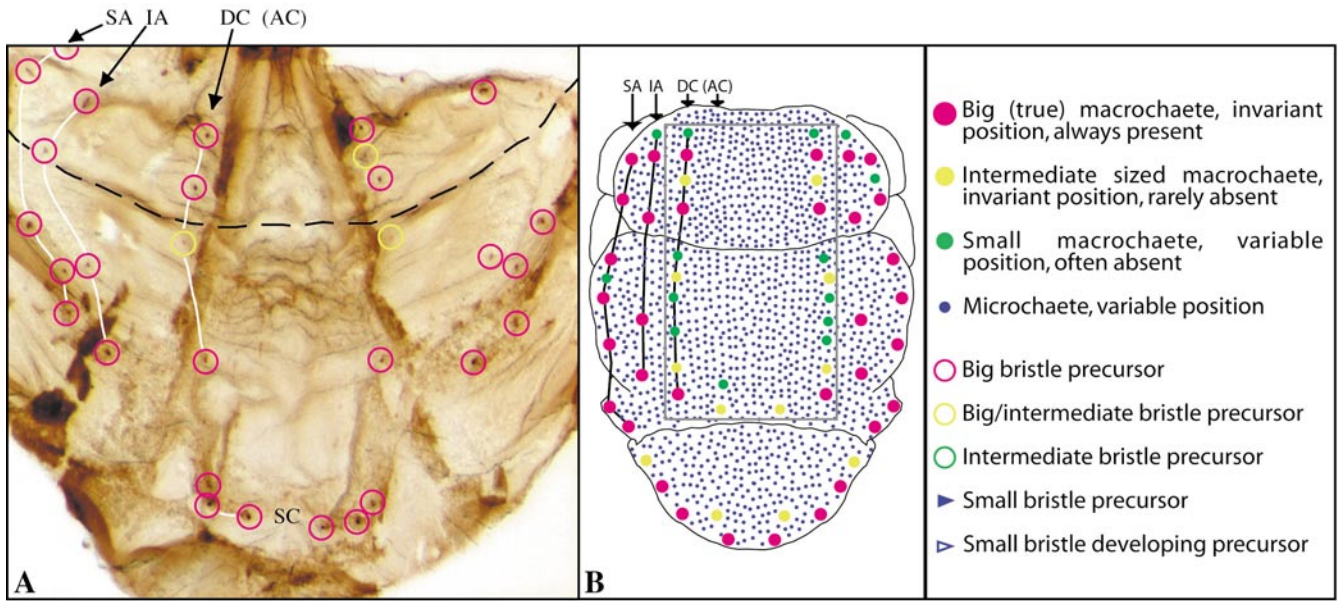 SA IA DC (AC)
SC
A
SA IA DC (AC)
B
Big (true) macrochaete, invariant
position, always present
Intermediate sized macrochaete,
invariant position, rarely absent
Small macrochaete, variable
position, often absent
Microchaete, variable position
Big bristle precursor
Big/intermediate bristle precursor
Intermediate bristle precursor
Small bristle precursor
Small bristle developing precursor